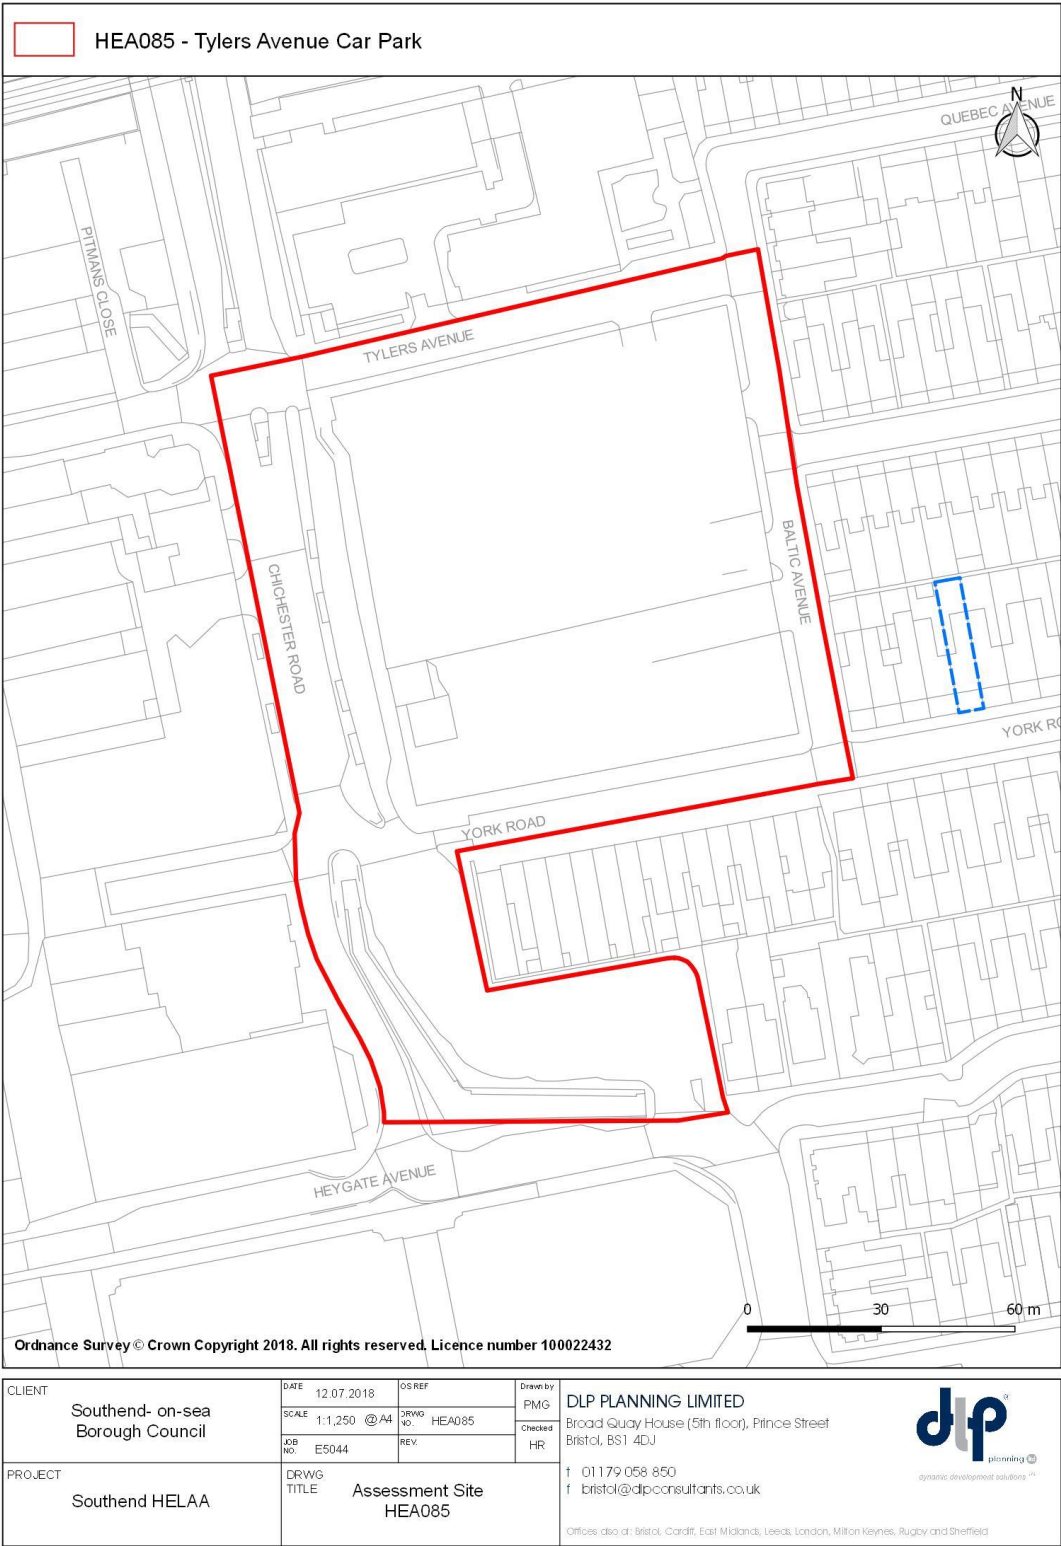 HEA085 - Tylers Avenue Car Park
N
QUEBEC AVENUE
PITMANS CLOSE
TYLERS AVENUE
CHICHESTER ROAD
BALTIC AVENUE
YORK RO
YORK ROAD
HEYGATE AVENUE
0 30 60 m
Ordnance Survey © Crown Copyright 2018. All rights reserved. Licence number 100022432
CLIENT
Southend- on-sea
Borough Council
DATE 12.07.2018
OS REF
SCALE 1:1,250 @ A4
DRWG NO. HEA085
JOB NO. E5044
REV.
Drawn by
PMG
Checked
HR
PROJECT
Southend HELAA
DRWG
TITLE
Assessment Site
HEA085
DLP PLANNING LIMITED
Broad Quay House (5th floor), Prince Street
Bristol, BS1 4DJ
t 01179 058 850
f bristol@dlpconsultants.co.uk
Offices also at: Bristol, Cardiff, East Midlands, Leeds, London, Milton Keynes, Rugby and Sheffield
dlp
planning ltd
dynamic development solutions ™